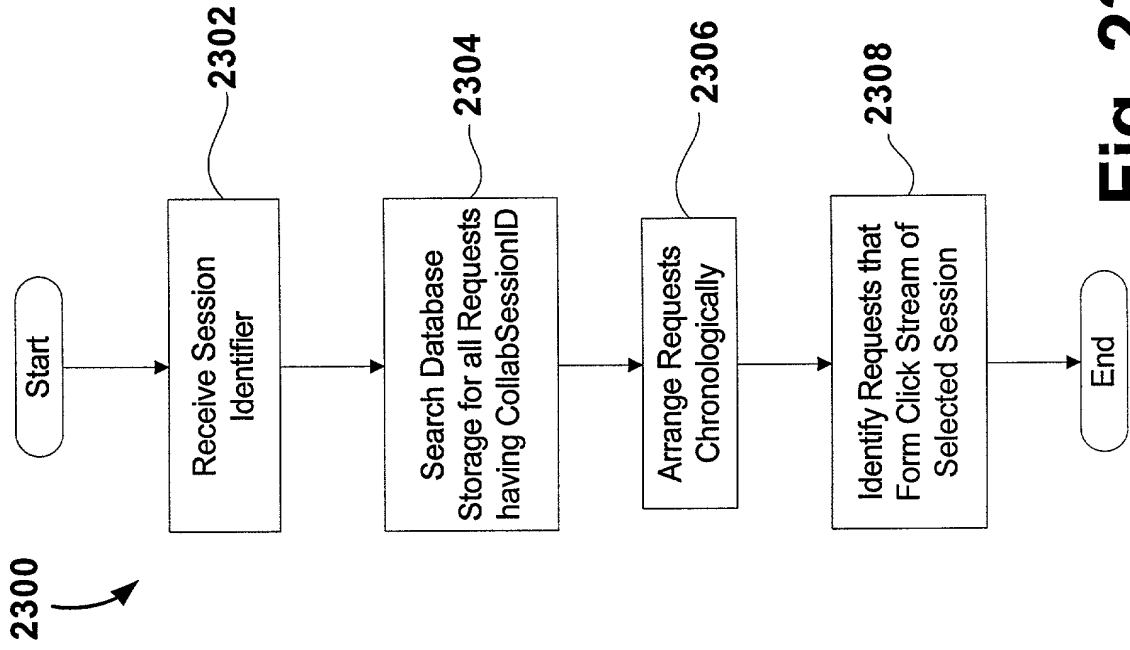 2300
Start
Receive Session
Identifier
2302
Search Database
Storage for all Requests
having CollabSessionID
2304
Arrange Requests
Chronologically
2306
Identify Requests that
Form Click Stream of
Selected Session
2308
End
Fig.